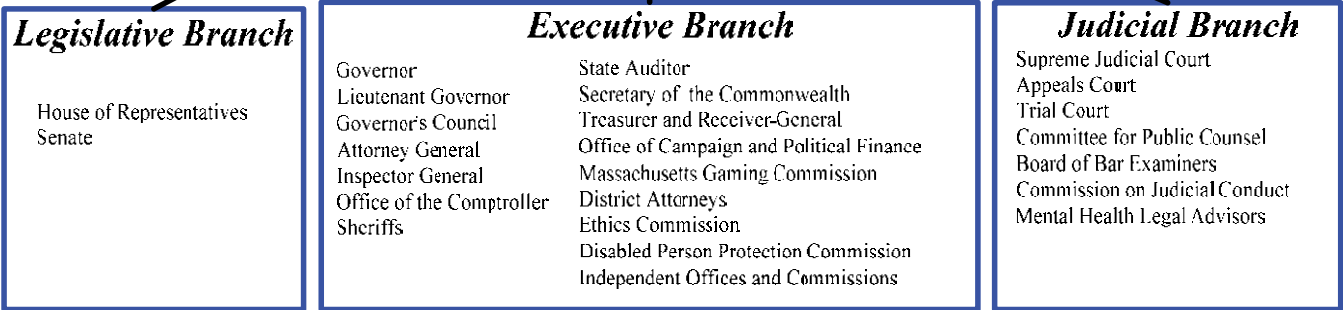 Legislative Branch
House of Representatives
Senate
Executive Branch
Governor
Lieutenant Governor
Governor's Council
Attorney General
Inspector General
Office of the Comptroller
Sheriffs
State Auditor
Secretary of the Commonwealth
Treasurer and Receiver-General
Office of Campaign and Political Finance
Massachusetts Gaming Commission
District Attorneys
Ethics Commission
Disabled Person Protection Commission
Independent Offices and Commissions
Judicial Branch
Supreme Judicial Court
Appeals Court
Trial Court
Committee for Public Counsel
Board of Bar Examiners
Commission on Judicial Conduct
Mental Health Legal Advisors